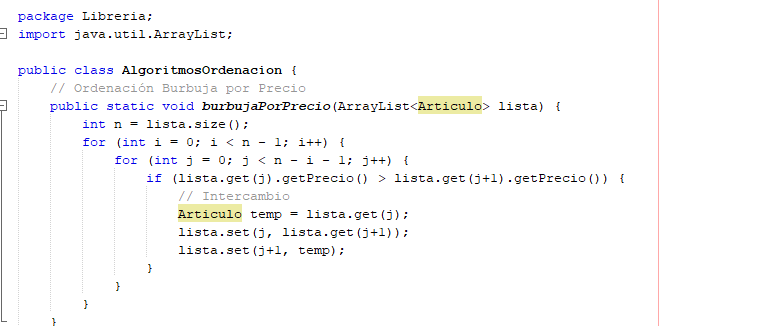 package Libreria;
import java.util.ArrayList;
public class AlgoritmosOrdenacion {
// Ordenación Burbuja por Precio
public static void burbujaPorPrecio(ArrayList<Articulo> lista) {
int n = lista.size();
for (int i = 0; i < n - 1; i++) {
for (int j = 0; j < n - i - 1; j++) {
if (lista.get(j).getPrecio() > lista.get(j+1).getPrecio()) {
// Intercambio
Articulo temp = lista.get(j);
lista.set(j, lista.get(j+1));
lista.set(j+1, temp);
}
}
}
}